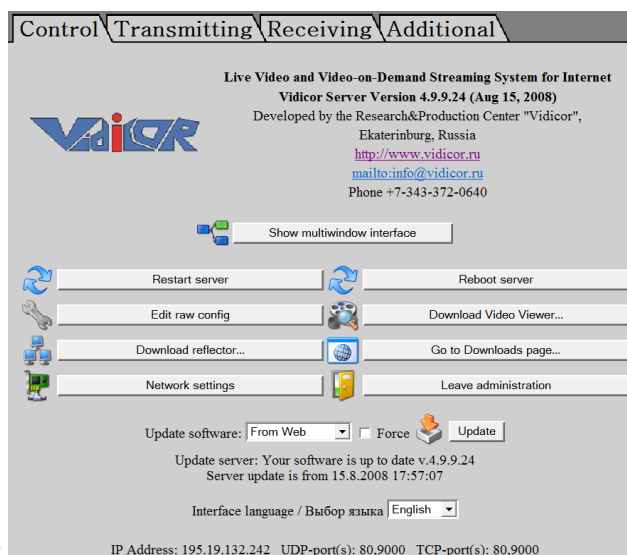 Control Transmitting Receiving Additional
Live Video and Video-on-Demand Streaming System for Internet
Vidicor Server Version 4.9.9.24 (Aug 15, 2008)
Developed by the Research&Production Center "Vidicor",
Ekaterinburg, Russia
http://www.vidicor.ru
mailto:info@vidicor.ru
Phone +7-343-372-0640
VidiCOR
Show multiwindow interface
Restart server Reboot server
Edit raw config Download Video Viewer...
Download reflector... Go to Downloads page...
Network settings Leave administration
Update software: From Web Force Update
Update server: Your software is up to date v.4.9.9.24
Server update is from 15.8.2008 17:57:07
Interface language / Выбор языка English
IP Address: 195.19.132.242 UDP-port(s): 80,9000 TCP-port(s): 80,9000